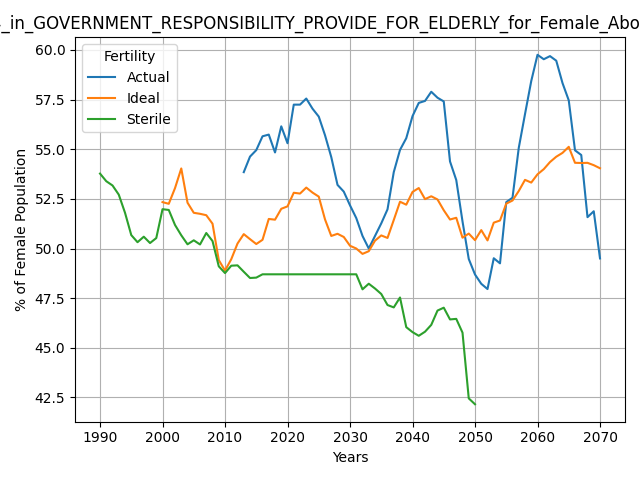 _in_GOVERNMENT_RESPONSIBILITY_PROVIDE_FOR_ELDERLY_for_Female_Abo
Fertility
Actual
Ideal
Sterile
% of Female Population
60.0
57.5
55.0
52.5
50.0
47.5
45.0
42.5
1990 2000 2010 2020 2030 2040 2050 2060 2070
Years